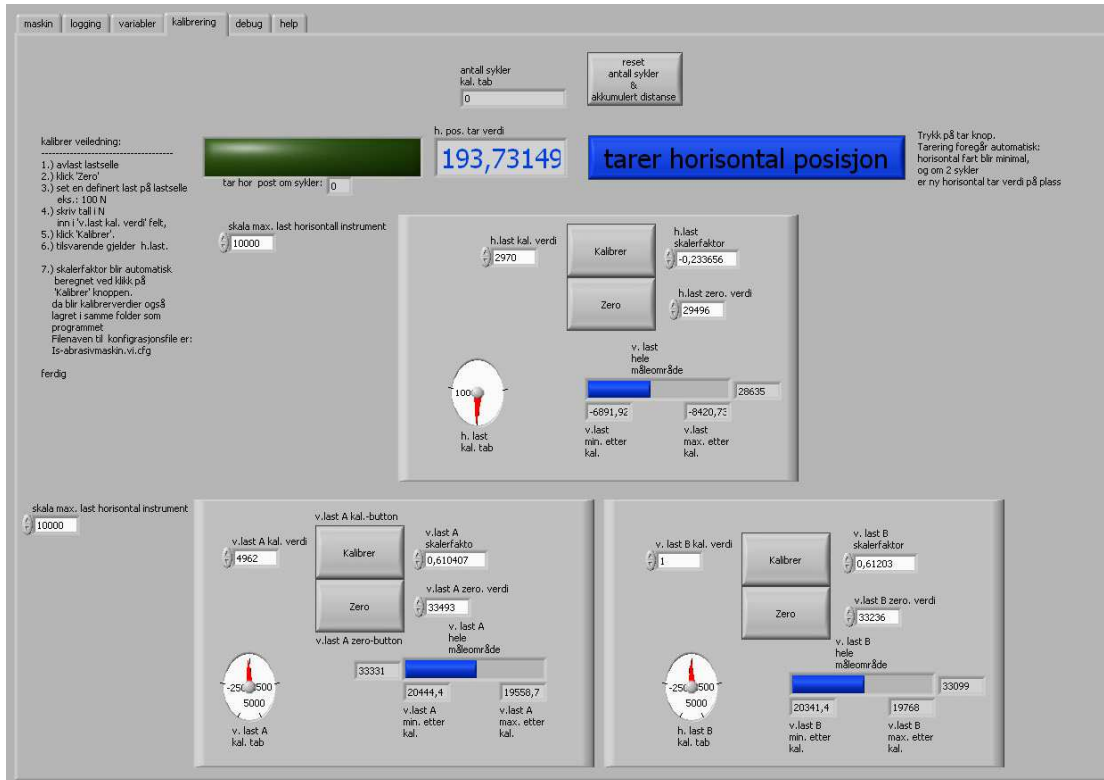 maskin logging variabler kalibrering debug help
antall sykler
kal. tab
0
reset
antall sykler
&
akkumulert distanse
kalibrer veiledning:
------------------------------------
1.) avlast lastselle
2.) klick 'Zero'
3.) set en definert last på lastselle
eks.: 100 N
4.) skriv tall i N
inn i 'v.last kal. verdi' felt,
5.) klick 'Kalibrer'.
6.) tilsvarende gjelder h.last.
7.) skalerfaktor blir automatisk
beregnet ved klikk på
'Kalibrer' knoppen.
da blir kalibrerverdier også
lagret i samme folder som
programmet
Filenaven til konfigrasjonsfile er:
Is-abrasivmaskin.vi.cfg
ferdig
tar hor post om sykler: 0
h. pos. tar verdi
193,73149
tarer horisontal posisjon
Trykk på tar knop.
Tarering foregår automatisk:
horisontal fart blir minimal,
og om 2 sykler
er ny horisontal tar verdi på plass
skala max. last horisontall instrument
10000
h.last kal. verdi
2970
Kalibrer
Zero
h.last
skalerfaktor
-0,233656
h.last zero. verdi
29496
h. last
kal. tab
v. last
hele
måleområde
28635
-6891,92
-8420,73
v.last
min. etter
kal.
v.last
max. etter
kal.
skala max. last horisontal instrument
10000
v.last A kal. verdi
4962
v.last A kal.-button
Kalibrer
Zero
v.last A zero-button
v.last A
skalerfakto
0,610407
v.last A zero. verdi
33493
v. last A
hele
måleområde
33331
20444,4
19558,7
v.last A
min. etter
kal.
v.last A
max. etter
kal.
-2500
2500
5000
v. last A
kal. tab
v. last B kal. verdi
1
Kalibrer
Zero
v. last B
skalerfaktor
0,61203
v.last B zero. verdi
33236
v. last B
hele
måleområde
33099
20341,4
19768
v.last B
min. etter
kal.
v.last B
max. etter
kal.
-2500
2500
5000
h. last B
kal. tab